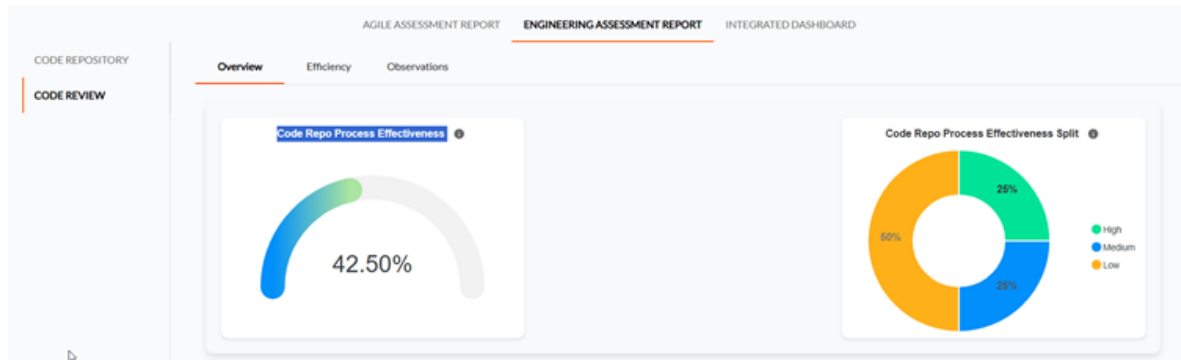 AGILE ASSESSMENT REPORT ENGINEERING ASSESSMENT REPORT INTEGRATED DASHBOARD
CODE REPOSITORY
CODE REVIEW
Overview Efficiency Observations
Code Repo Process Effectiveness
42.50%
Code Repo Process Effectiveness Split
25%
50%
25%
High
Medium
Low